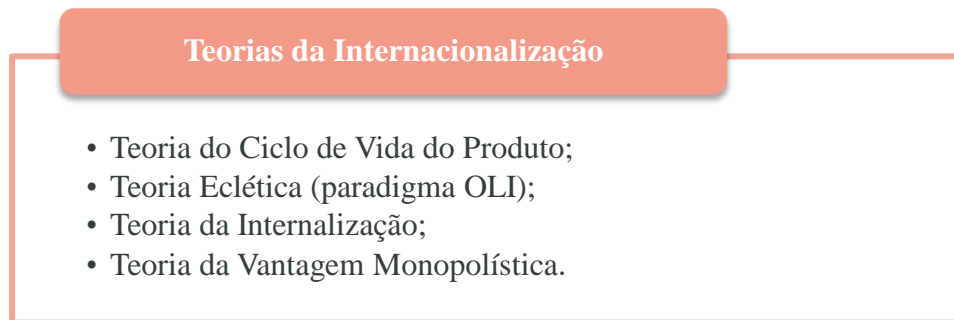 Teorias da Internacionalização
• Teoria do Ciclo de Vida do Produto;
• Teoria Eclética (paradigma OLI);
• Teoria da Internalização;
• Teoria da Vantagem Monopolística.